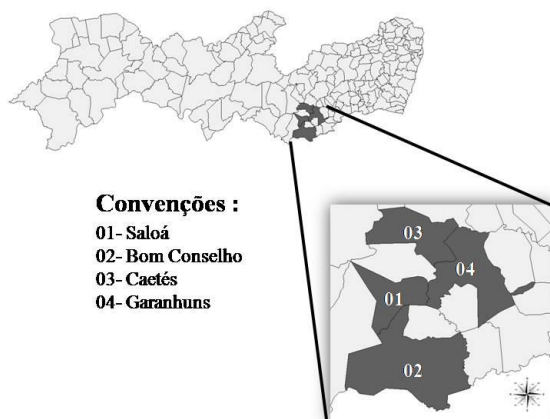 Convenções :
01- Saloá
02- Bom Conselho
03- Caetés
04- Garanhuns
03
04
01
02